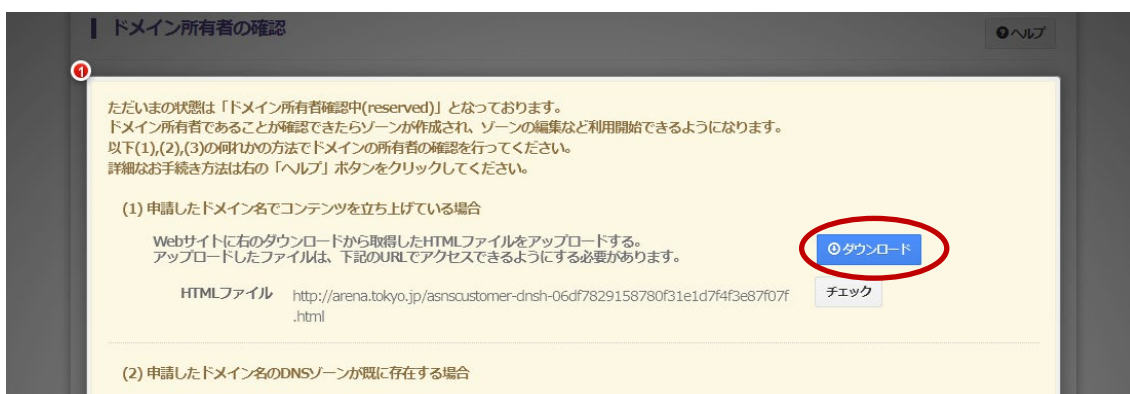 ドメイン所有者の確認
ヘルプ
1
ただいまの状態は「ドメイン所有者確認中(reserved)」となっております。
ドメイン所有者であることが確認できたらゾーンが作成され、ゾーンの編集など利用開始できるようになります。
以下(1),(2),(3)の何れかの方法でドメインの所有者の確認を行ってください。
詳細なお手続き方法は右の「ヘルプ」ボタンをクリックしてください。
(1) 申請したドメイン名でコンテンツを立ち上げている場合
Webサイトに右のダウンロードから取得したHTMLファイルをアップロードする。
アップロードしたファイルは、下記のURLでアクセスできるようにする必要があります。
ダウンロード
HTMLファイル http://arena.tokyo.jp/asnscustomer-dnsh-06df7829158780f31e1d7f4f3e87f07f
.html
チェック
(2) 申請したドメイン名のDNSゾーンが既に存在する場合